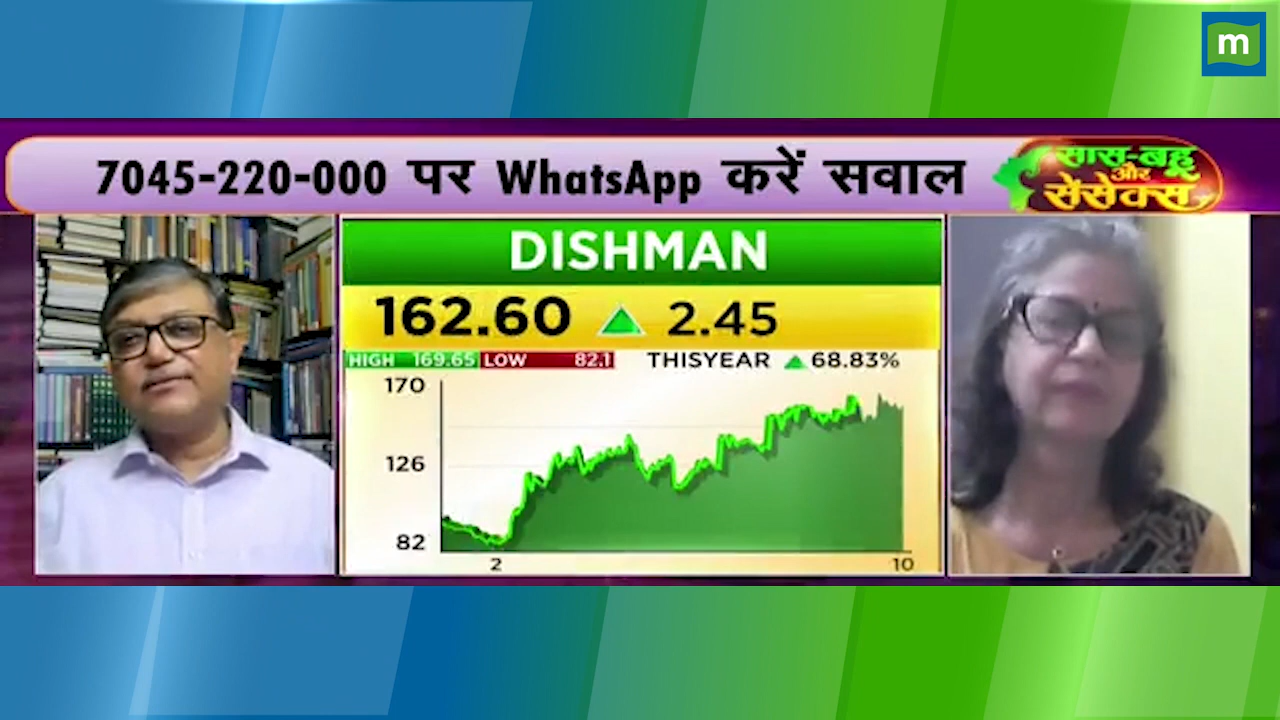 m
7045-220-000 पर WhatsApp करें सवाल
सास-बहू
और
सेंसेक्स
DISHMAN
162.60 ▲ 2.45
HIGH 169.65 LOW 82.1 THISYEAR ▲ 68.83%
170
126
82
2 10